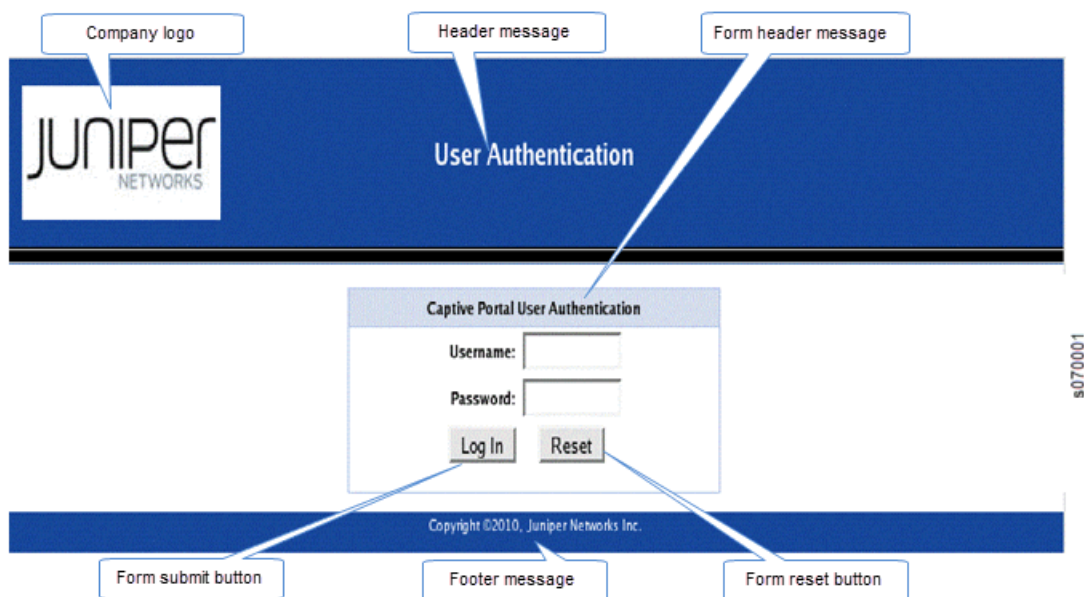 Company logo
Header message
Form header message
JUNIPER
NETWORKS
User Authentication
Captive Portal User Authentication
Username:
Password:
Log In
Reset
s070001
Copyright ©2010, Juniper Networks Inc.
Form submit button
Footer message
Form reset button